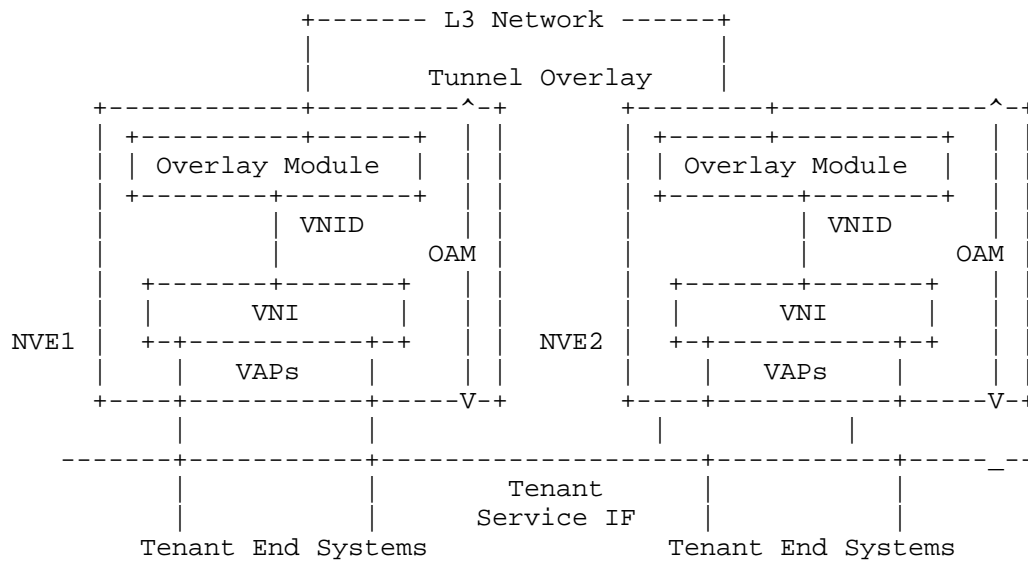 L3 Network
Tunnel Overlay
Overlay Module Overlay Module
VNID VNID
OAM OAM
VNI VNI
NVE1 NVE2
VAPs VAPs
Tenant
Service IF
Tenant End Systems Tenant End Systems